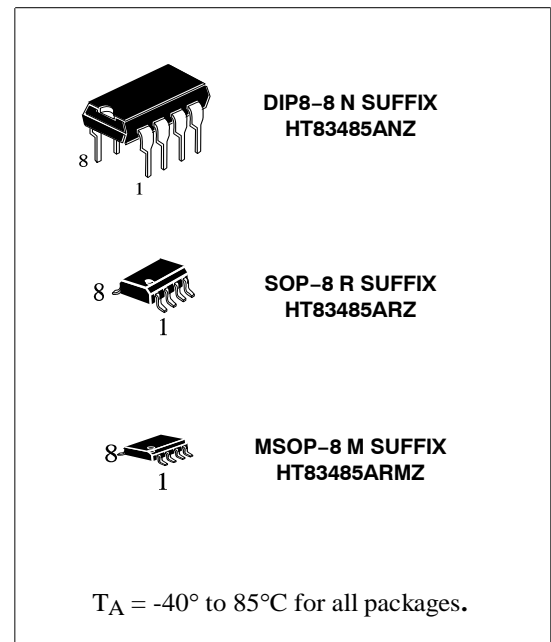 DIP8−8 N SUFFIX
HT83485ANZ
8
1
SOP−8 R SUFFIX
HT83485ARZ
8
1
MSOP−8 M SUFFIX
HT83485ARMZ
8
1
TA = -40° to 85°C for all packages.